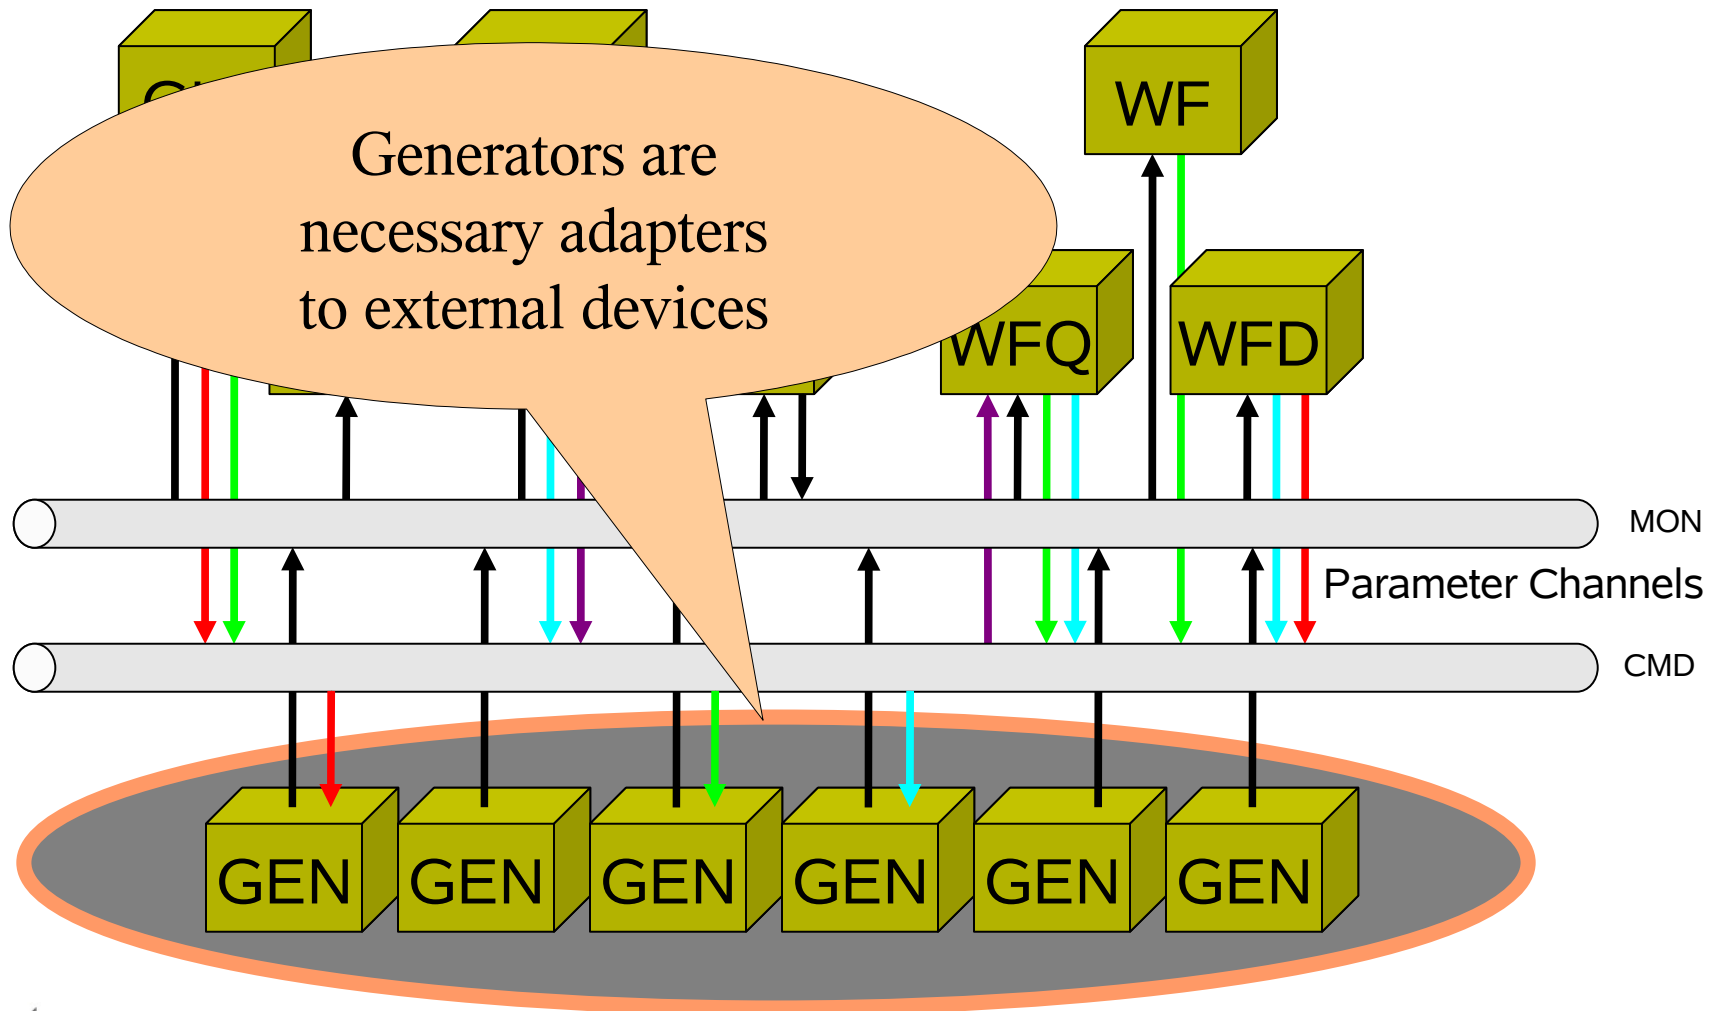 WF
Generators are
necessary adapters
to external devices
WFQ
WFD
MON
Parameter Channels
CMD
GEN
GEN
GEN
GEN
GEN
GEN